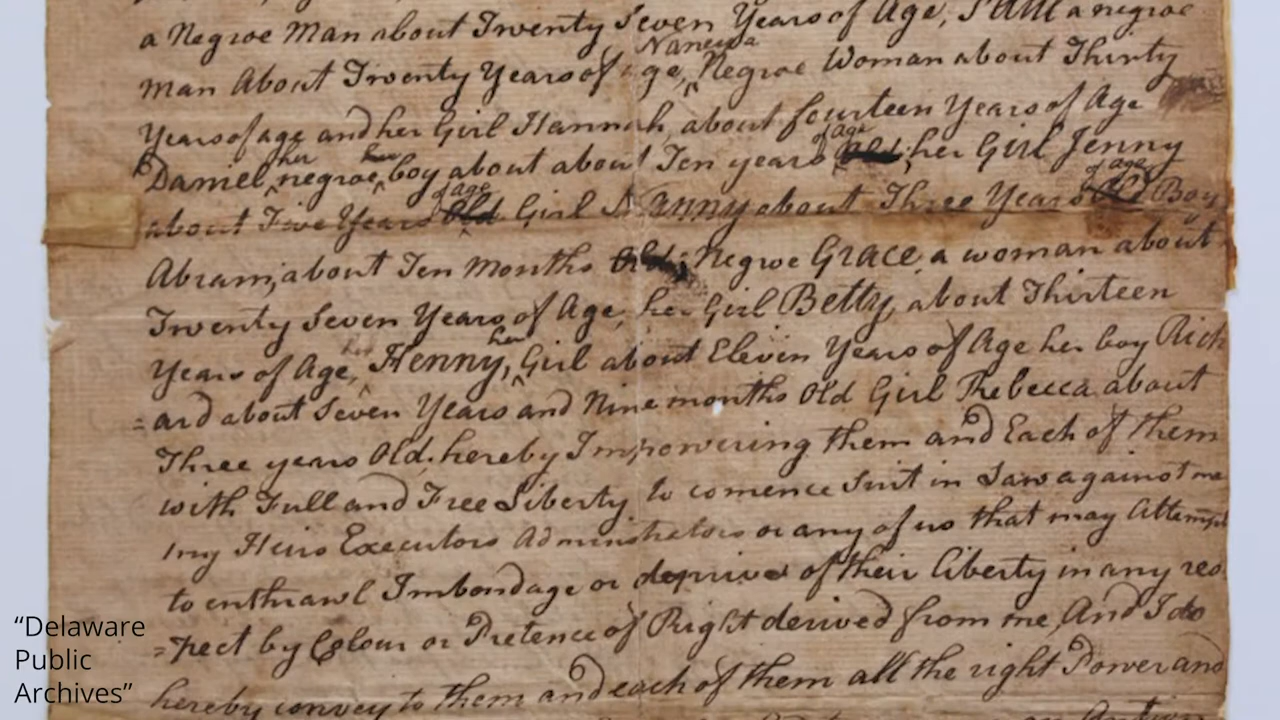 a Negroe Man about Twenty Seven Years of Age, SAM a negroe
Nancy a
man About Twenty Years of age, Negroe Woman about Thirty
Years of age and her Girl Hannah, about fourteen Years of Age
Daniel, her negroe, her boy about about Ten years of age Old, her Girl Jenny
about Five Years of age Old Girl Nanny about Three Years of age Old Boy
Abram, about Ten Months Old, Negroe GRACE a woman about
Twenty Seven Years of Age, her Girl Betty, about Thirteen
Years of Age, her Henny, her Girl about Eleven Years of Age her boy Rich
=ard about Seven Years and Nine months Old Girl Rebecca about
Three years Old, hereby Impowering them and Each of them
with Full and Free Liberty to comence Suit in Law against me
my Heirs Executors Adminstrators or any of us that may Attempt
to enthrawl Imbondage or deprive of their Liberty in any res
=pect by Colour or Pretence of Right derived from me And I do
hereby convey to them and each of them all the right Power and
“Delaware
Public
Archives”